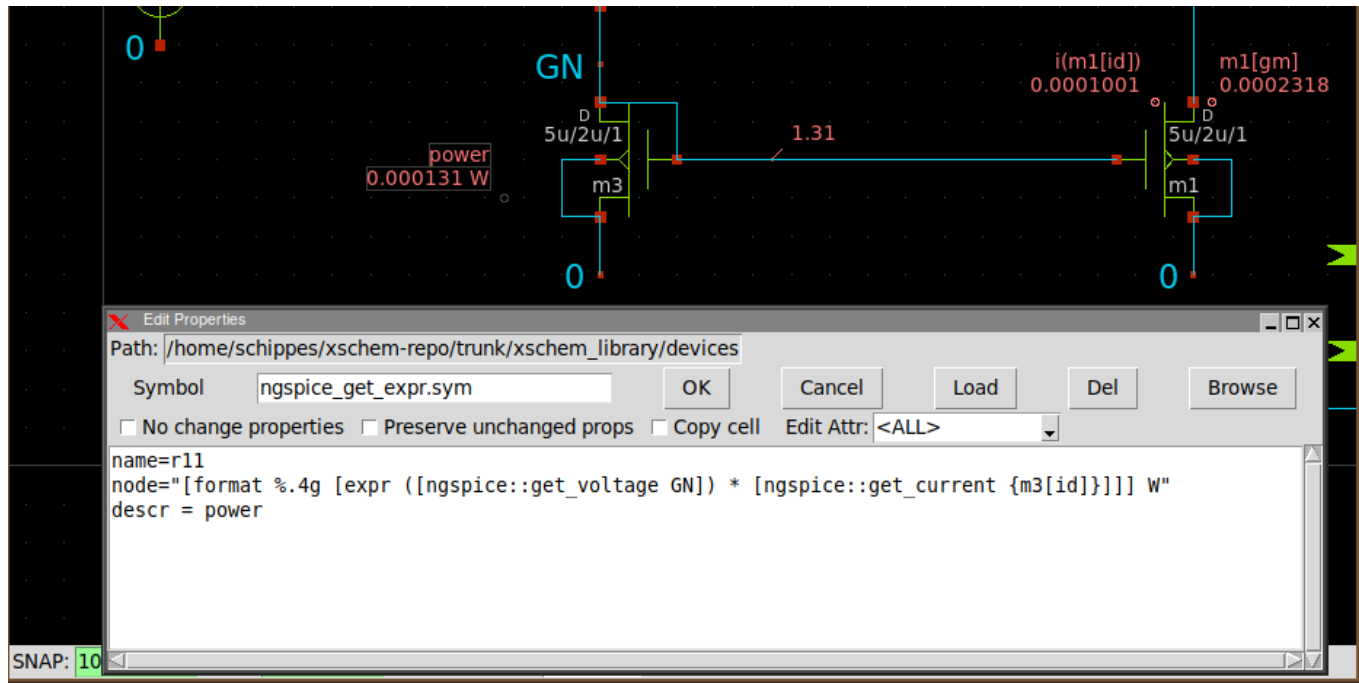 0
GN
i(m1[id])
0.0001001
m1[gm]
0.0002318
D
5u/2u/1
1.31
D
5u/2u/1
power
0.000131 W
m3
m1
0
0
Edit Properties
Path: /home/schippes/xschem-repo/trunk/xschem_library/devices
Symbol ngspice_get_expr.sym OK Cancel Load Del Browse
No change properties Preserve unchanged props Copy cell Edit Attr: <ALL>
name=r11
node="[format %.4g [expr ([ngspice::get_voltage GN]) * [ngspice::get_current {m3[id]}]]] W"
descr = power
SNAP: 10